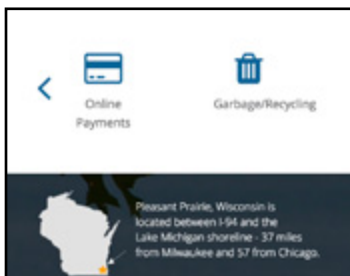 Online
Payments
Garbage/Recycling
Pleasant Prairie, Wisconsin is
located between I-94 and the
Lake Michigan shoreline - 37 miles
from Milwaukee and 57 from Chicago.